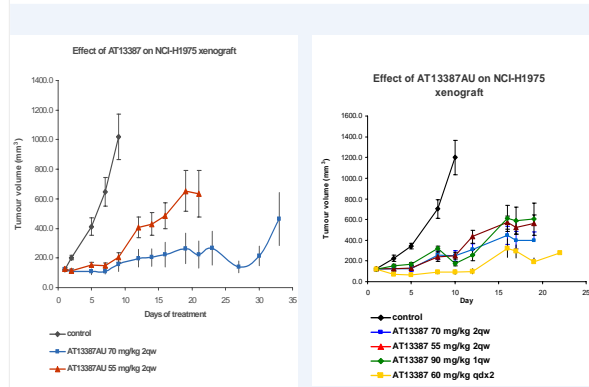 Effect of AT13387 on NCI-H1975 xenograft
1400.0
1200.0
1000.0
800.0
600.0
400.0
200.0
0.0
Tumour volume (mm³)
0 5 10 15 20 25 30 35
Days of treatment
control
AT13387AU 70 mg/kg 2qw
AT13387AU 55 mg/kg 2qw
Effect of AT13387AU on NCI-H1975
xenograft
1600.0
1400.0
1200.0
1000.0
800.0
600.0
400.0
200.0
0.0
Tumour volume (mm³)
0 5 10 15 20 25
Day
control
AT13387 70 mg/kg 2qw
AT13387 55 mg/kg 2qw
AT13387 90 mg/kg 1qw
AT13387 60 mg/kg qdx2